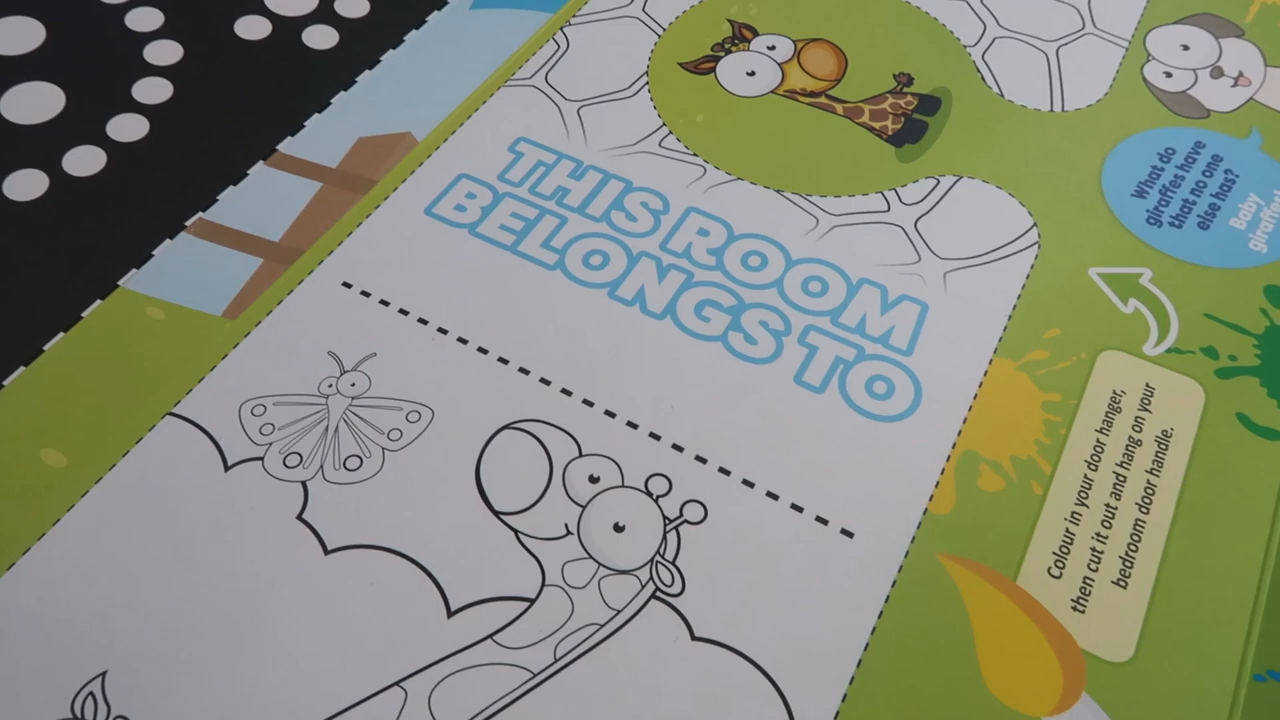 THIS ROOM
BELONGS TO
What do
giraffes have
that no one
else has?
Baby
Colour in your door hanger,
then cut it out and hang on your
bedroom door handle.